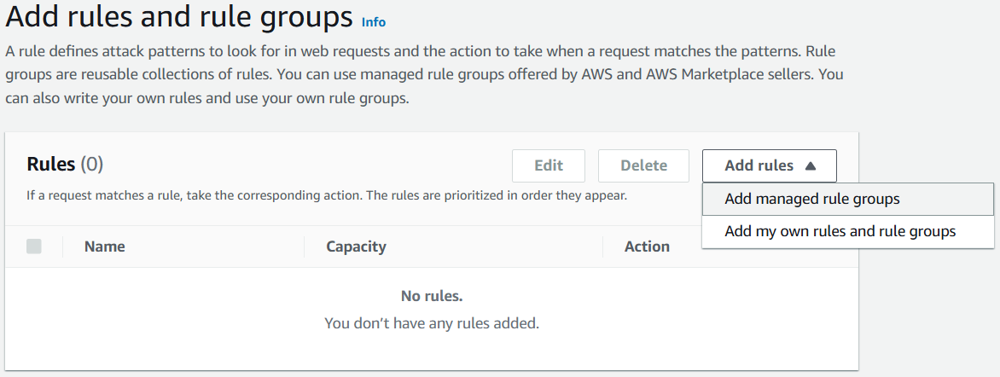 Add rules and rule groups Info
A rule defines attack patterns to look for in web requests and the action to take when a request matches the patterns. Rule
groups are reusable collections of rules. You can use managed rule groups offered by AWS and AWS Marketplace sellers. You
can also write your own rules and use your own rule groups.
Rules (0)
Edit
Delete
Add rules
If a request matches a rule, take the corresponding action. The rules are prioritized in order they appear.
Add managed rule groups
Add my own rules and rule groups
Name
Capacity
Action
No rules.
You don't have any rules added.